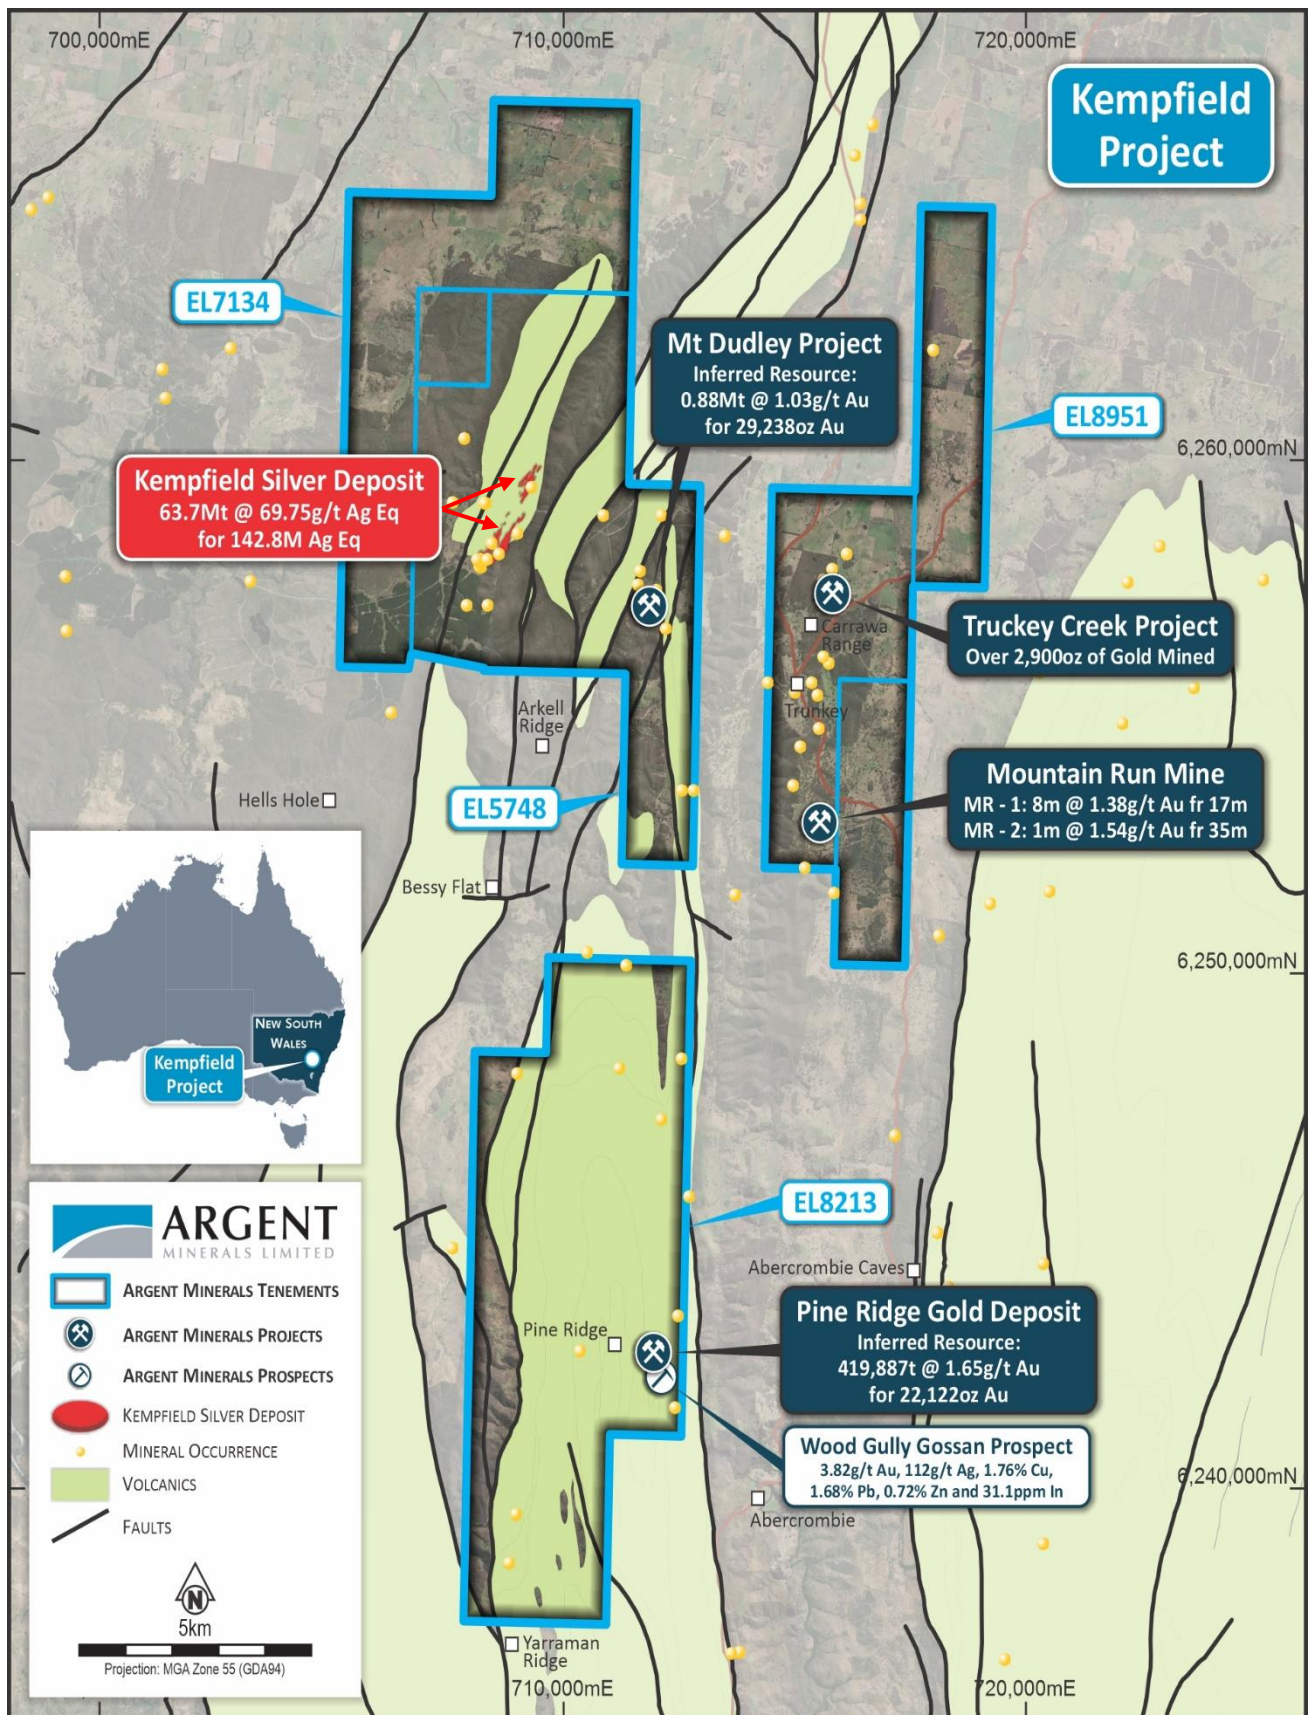 700,000mE
710,000mE
720,000mE
Kempfield
Project
EL7134
Mt Dudley Project
Inferred Resource:
0.88Mt @ 1.03g/t Au
for 29,238oz Au
EL8951
6,260,000mN
Kempfield Silver Deposit
63.7Mt @ 69.75g/t Ag Eq
for 142.8M Ag Eq
Carrawa
Range
Truckey Creek Project
Over 2,900oz of Gold Mined
Trunkey
Arkell
Ridge
Mountain Run Mine
MR - 1: 8m @ 1.38g/t Au fr 17m
MR - 2: 1m @ 1.54g/t Au fr 35m
Hells Hole
EL5748
Bessy Flat
6,250,000mN
NEW SOUTH
WALES
Kempfield
Project
EL8213
ARGENT
MINERALS LIMITED
ARGENT MINERALS TENEMENTS
ARGENT MINERALS PROJECTS
ARGENT MINERALS PROSPECTS
KEMPFIELD SILVER DEPOSIT
MINERAL OCCURRENCE
VOLCANICS
FAULTS
N
5km
Projection: MGA Zone 55 (GDA94)
Abercrombie Caves
Pine Ridge
Pine Ridge Gold Deposit
Inferred Resource:
419,887t @ 1.65g/t Au
for 22,122oz Au
Wood Gully Gossan Prospect
3.82g/t Au, 112g/t Ag, 1.76% Cu,
1.68% Pb, 0.72% Zn and 31.1ppm In
6,240,000mN
Abercrombie
Yarraman
Ridge
710,000mE
720,000mE